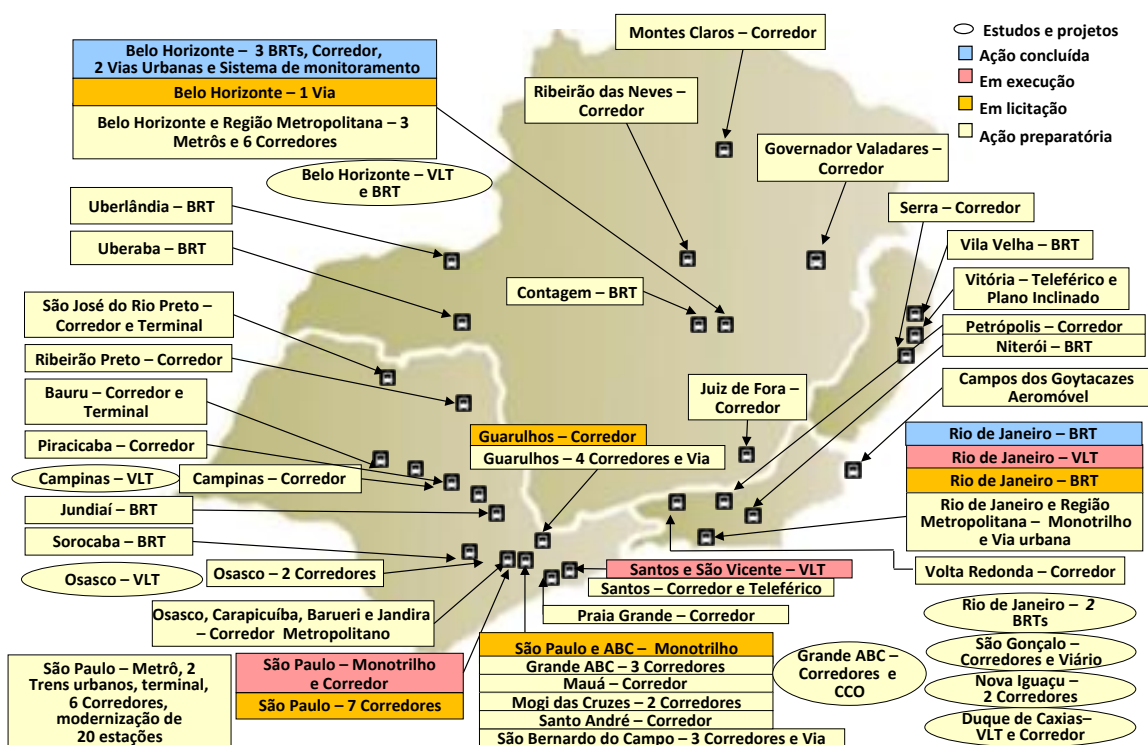 Belo Horizonte – 3 BRTs, Corredor,
2 Vias Urbanas e Sistema de monitoramento
Belo Horizonte – 1 Via
Belo Horizonte e Região Metropolitana – 3
Metrôs e 6 Corredores
Belo Horizonte – VLT
e BRT
Montes Claros – Corredor
Ribeirão das Neves –
Corredor
Governador Valadares –
Corredor
Estudos e projetos
Ação concluída
Em execução
Em licitação
Ação preparatória
Uberlândia – BRT
Uberaba – BRT
Serra – Corredor
Vila Velha – BRT
Vitória – Teleférico e
Plano Inclinado
Contagem – BRT
São José do Rio Preto –
Corredor e Terminal
Petrópolis – Corredor
Niterói – BRT
Ribeirão Preto – Corredor
Campos dos Goytacazes
Aeromóvel
Bauru – Corredor e
Terminal
Juiz de Fora –
Corredor
Piracicaba – Corredor
Guarulhos – Corredor
Guarulhos – 4 Corredores e Via
Rio de Janeiro – BRT
Rio de Janeiro – VLT
Rio de Janeiro – BRT
Rio de Janeiro e Região
Metropolitana – Monotrilho
e Via urbana
Campinas – VLT
Campinas – Corredor
Jundiaí – BRT
Sorocaba – BRT
Osasco – VLT
Osasco – 2 Corredores
Santos e São Vicente – VLT
Santos – Corredor e Teleférico
Praia Grande – Corredor
Volta Redonda – Corredor
Osasco, Carapicuíba, Barueri e Jandira
– Corredor Metropolitano
São Paulo – Metrô, 2
Trens urbanos, terminal,
6 Corredores,
modernização de
20 estações
São Paulo – Monotrilho
e Corredor
São Paulo – 7 Corredores
São Paulo e ABC – Monotrilho
Grande ABC – 3 Corredores
Mauá – Corredor
Mogi das Cruzes – 2 Corredores
Santo André – Corredor
São Bernardo do Campo – 3 Corredores e Via
Grande ABC –
Corredores e
CCO
Rio de Janeiro – 2
BRTs
São Gonçalo –
Corredores e Viário
Nova Iguaçu –
2 Corredores
Duque de Caxias–
VLT e Corredor